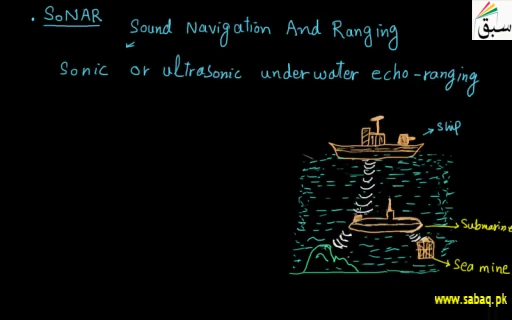 سبق
. SONAR Sound Navigation And Ranging
Sonic or ultrasonic underwater echo-ranging
ship
Submarine
Sea mine
www.sabaq.pk